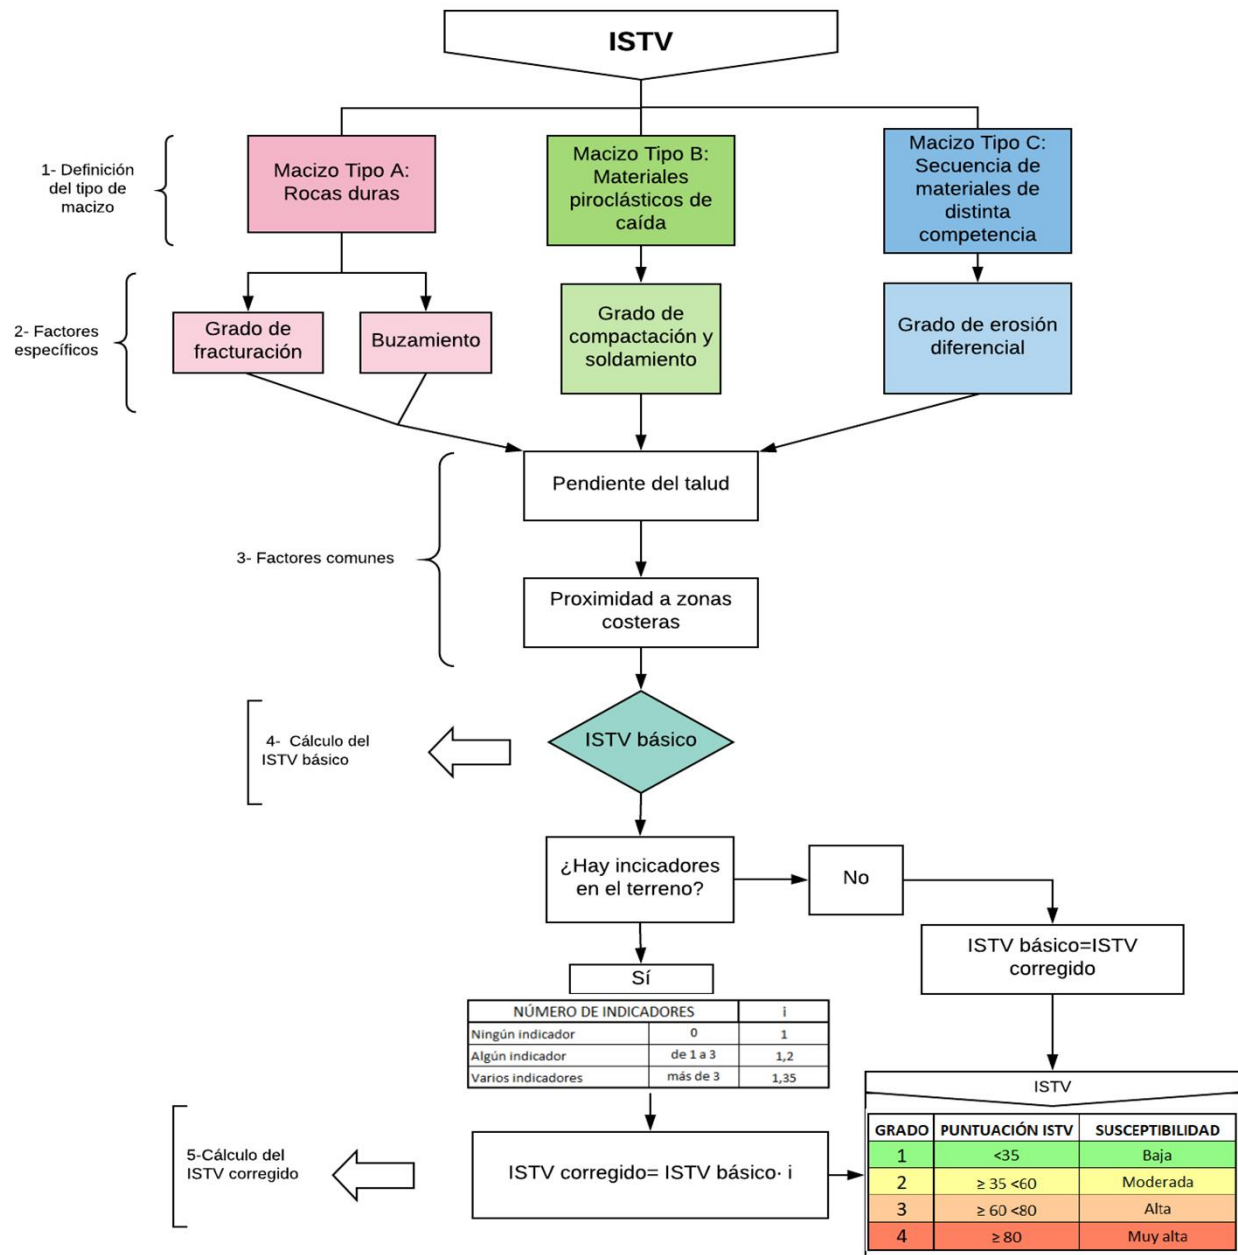 ISTV
1- Definición
del tipo de
macizo
Macizo Tipo A:
Rocas duras
Macizo Tipo B:
Materiales
piroclásticos de
caída
Macizo Tipo C:
Secuencia de
materiales de
distinta
competencia
2- Factores
específicos
Grado de
fracturación
Buzamiento
Grado de
compactación y
soldamiento
Grado de erosión
diferencial
3- Factores comunes
Pendiente del talud
Proximidad a zonas
costeras
4- Cálculo del
ISTV básico
ISTV básico
¿Hay incicadores
en el terreno?
No
ISTV básico=ISTV
corregido
Sí
NÚMERO DE INDICADORES i
Ningún indicador 0 1
Algún indicador de 1 a 3 1,2
Varios indicadores más de 3 1,35
5-Cálculo del
ISTV corregido
ISTV corregido= ISTV básico· i
ISTV
GRADO PUNTUACIÓN ISTV SUSCEPTIBILIDAD
1 <35 Baja
2 ≥ 35 <60 Moderada
3 ≥ 60 <80 Alta
4 ≥ 80 Muy alta